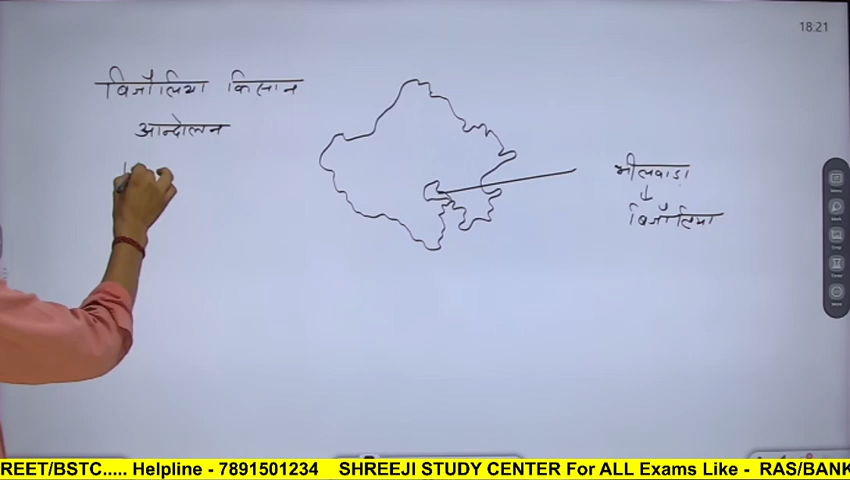 18:21
बिजौलिया किसान
आन्दोलन
भीलवाड़ा
↓
बिजौलिया
REET/BSTC..... Helpline - 7891501234 SHREEJI STUDY CENTER For ALL Exams Like - RAS/BANK